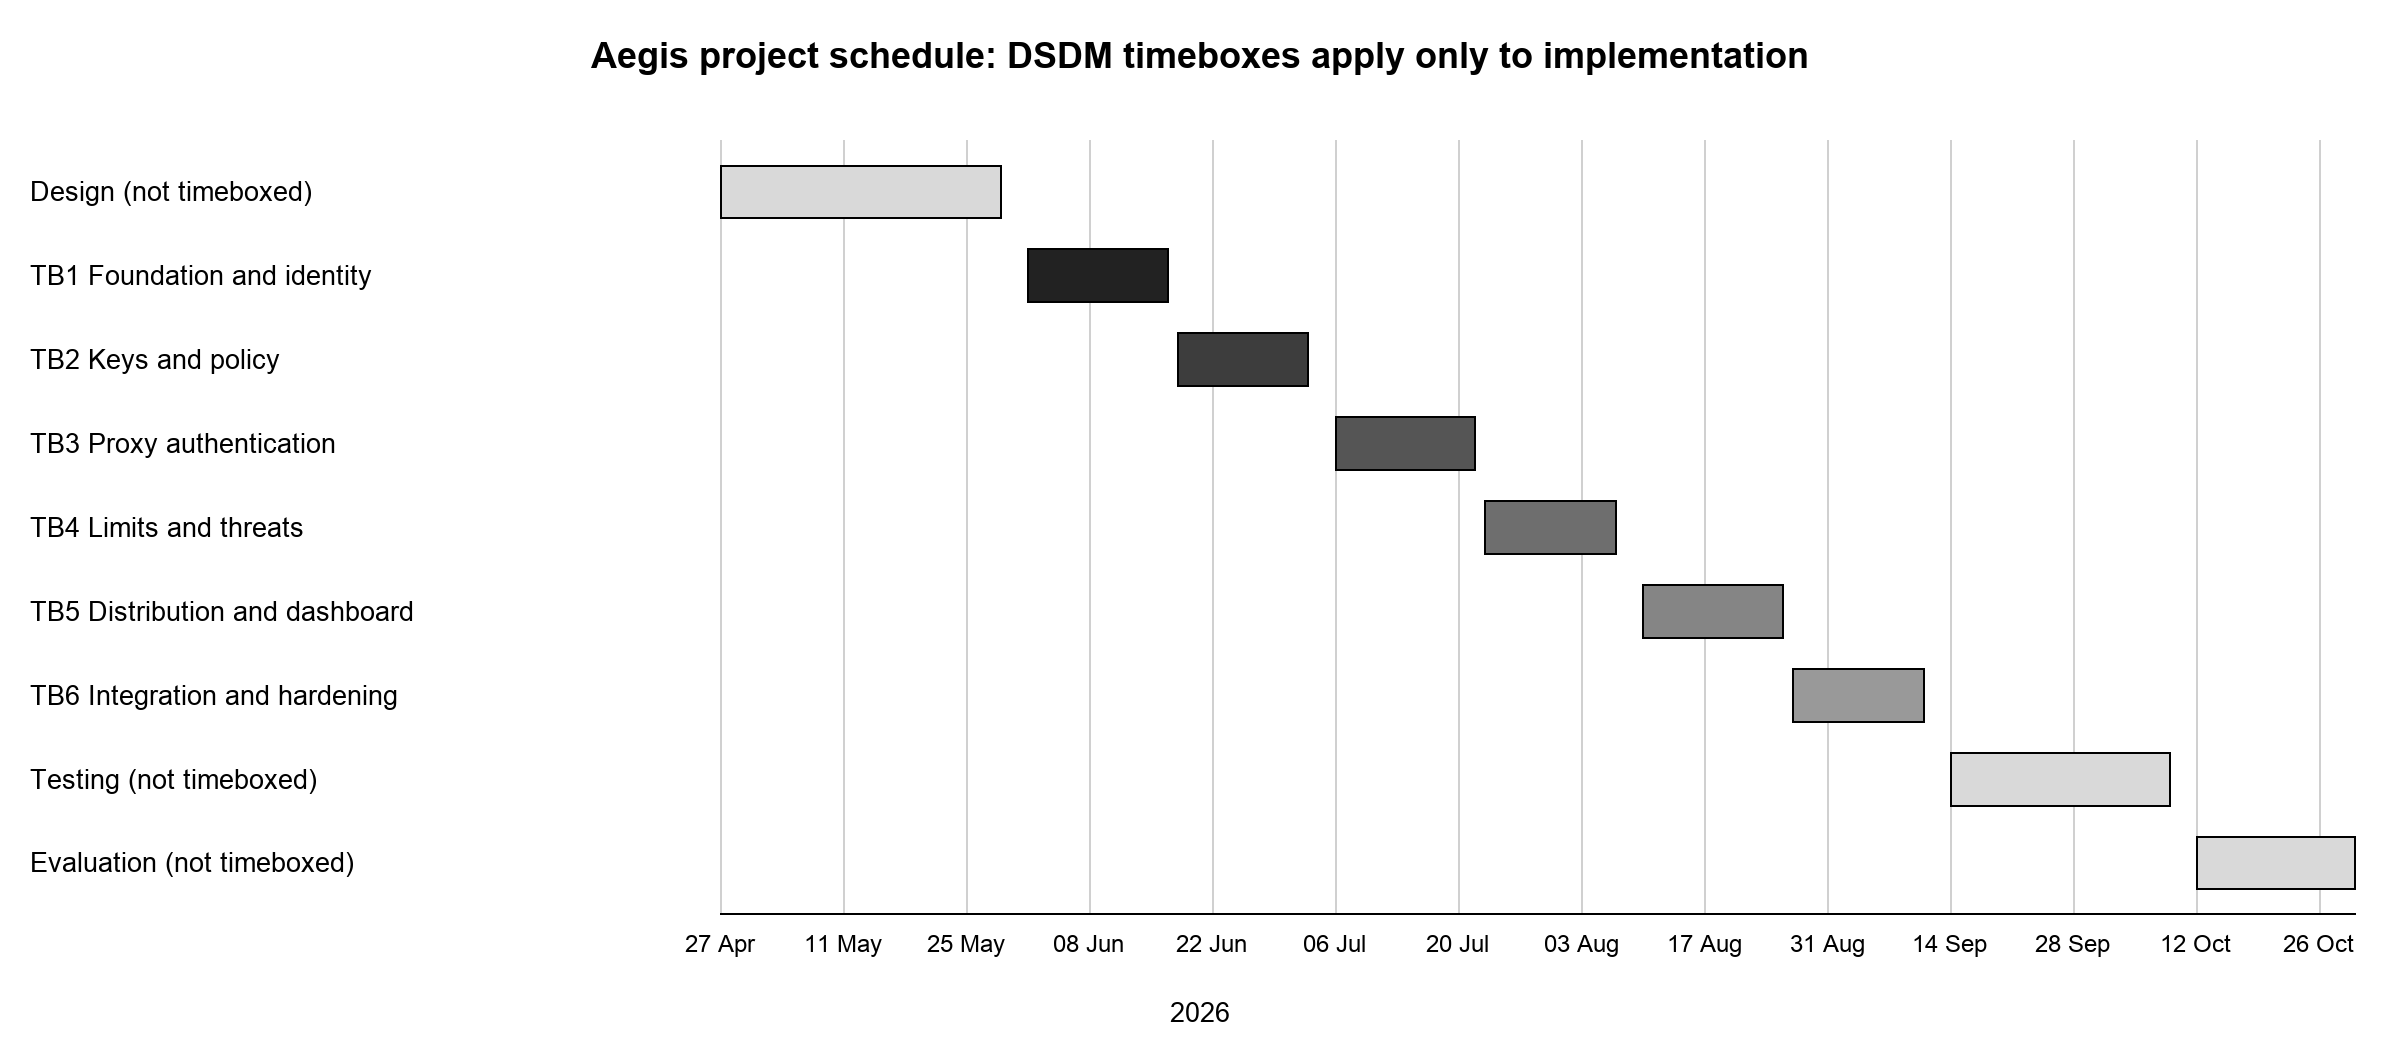 Aegis project schedule: DSDM timeboxes apply only to implementation
Design (not timeboxed)
TB1 Foundation and identity
TB2 Keys and policy
TB3 Proxy authentication
TB4 Limits and threats
TB5 Distribution and dashboard
TB6 Integration and hardening
Testing (not timeboxed)
Evaluation (not timeboxed)
27 Apr 11 May 25 May 08 Jun 22 Jun 06 Jul 20 Jul 03 Aug 17 Aug 31 Aug 14 Sep 28 Sep 12 Oct 26 Oct
2026